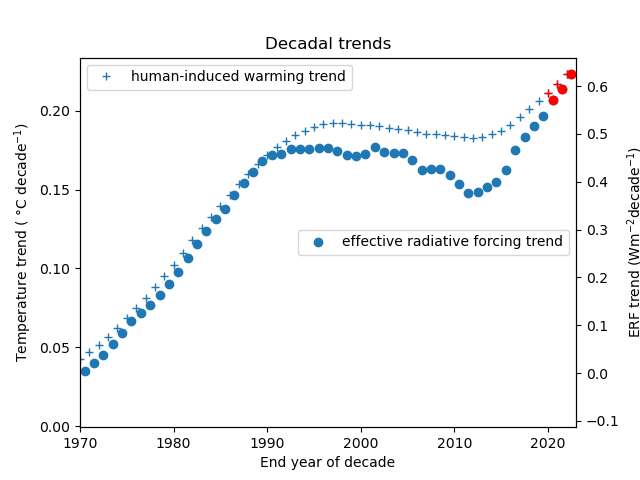 Decadal trends
human-induced warming trend
effective radiative forcing trend
Temperature trend ( °C decade⁻¹)
0.20
0.15
0.10
0.05
0.00
ERF trend (Wm⁻²decade⁻¹)
0.6
0.5
0.4
0.3
0.2
0.1
0.0
−0.1
1970 1980 1990 2000 2010 2020
End year of decade